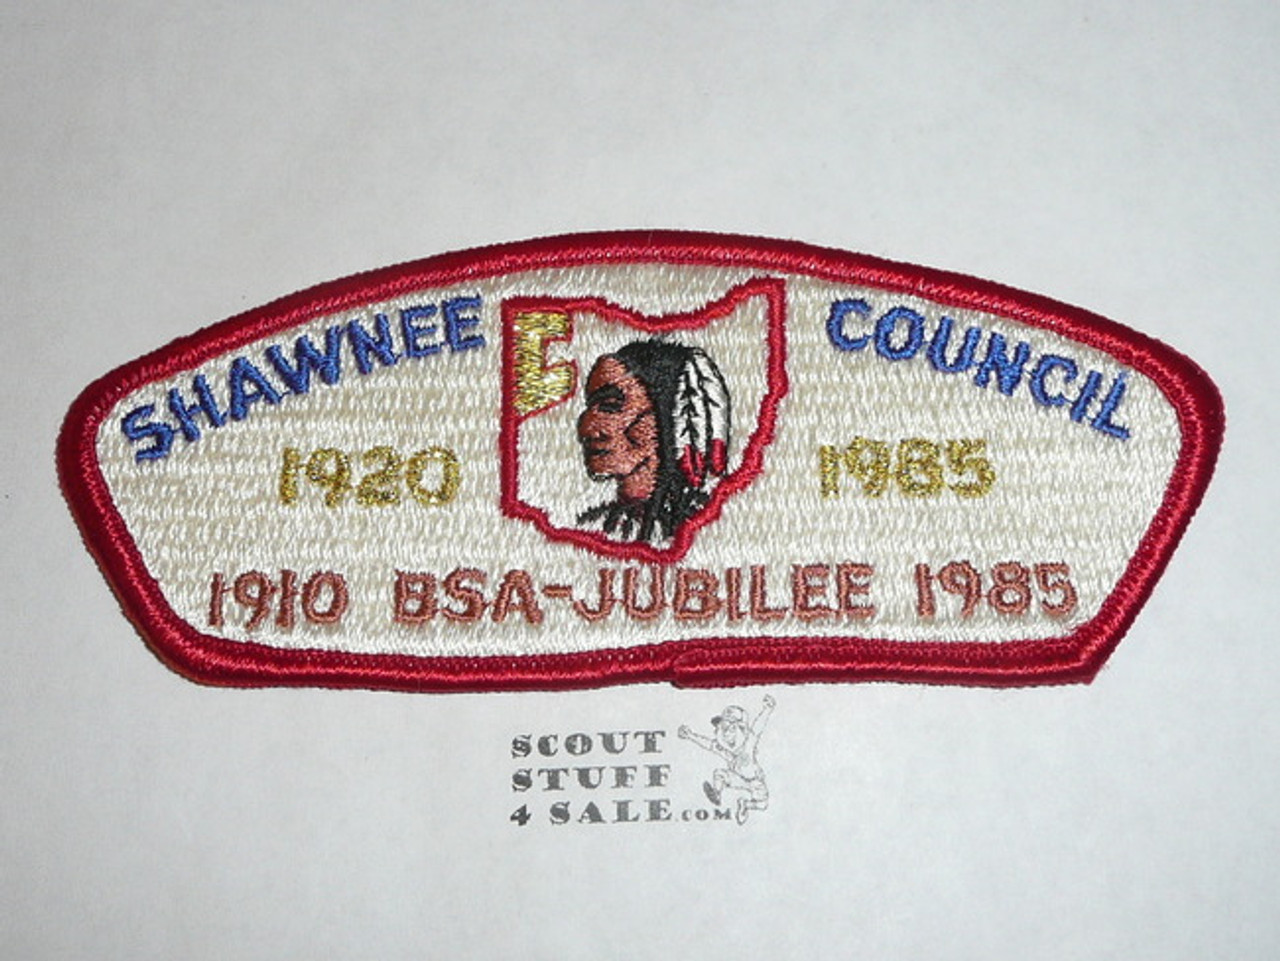 SHAWNEE COUNCIL
1920 1985
1910 BSA-JUBILEE 1985
SCOUT
STUFF
4 SALE.COM